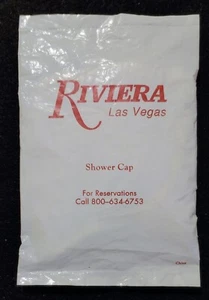 RIVIERA
Las Vegas
Shower Cap
For Reservations
Call 800-634-6753